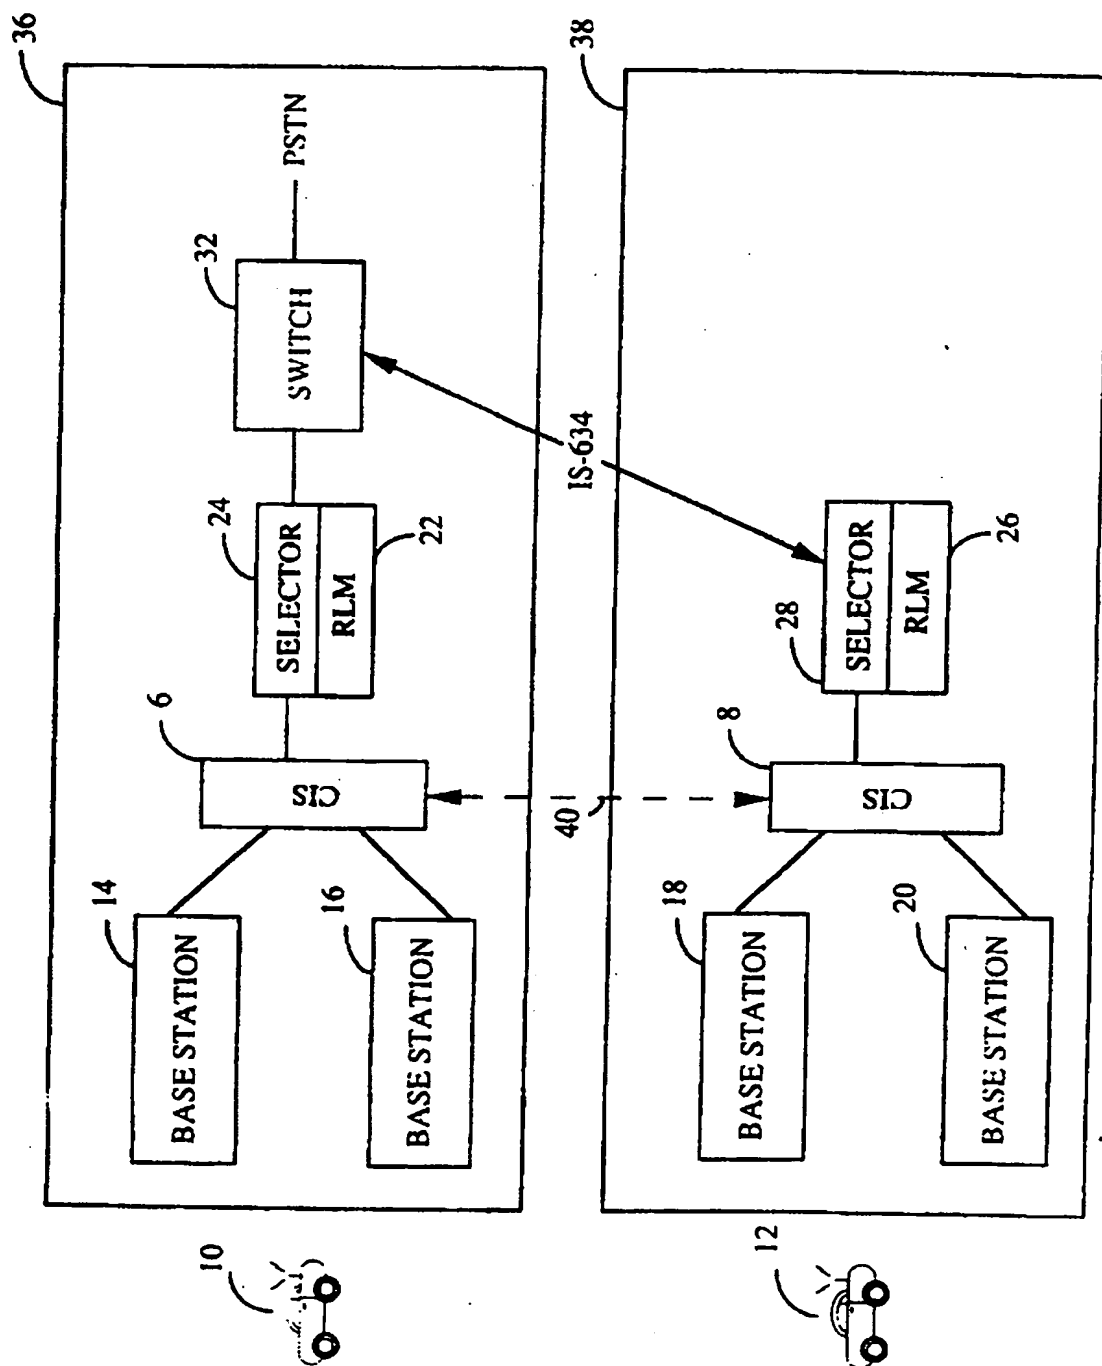 36
PSTN
32
SWITCH
24
SELECTOR
RLM
22
6
CIS
14
BASE STATION
16
BASE STATION
10
IS-634
40
38
28
SELECTOR
RLM
26
8
CIS
18
BASE STATION
20
BASE STATION
12